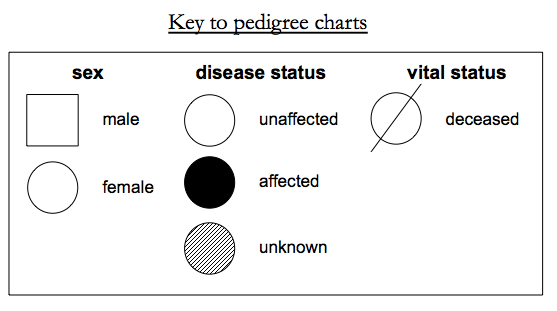 Key to pedigree charts
sex disease status vital status
male unaffected deceased
female affected
unknown